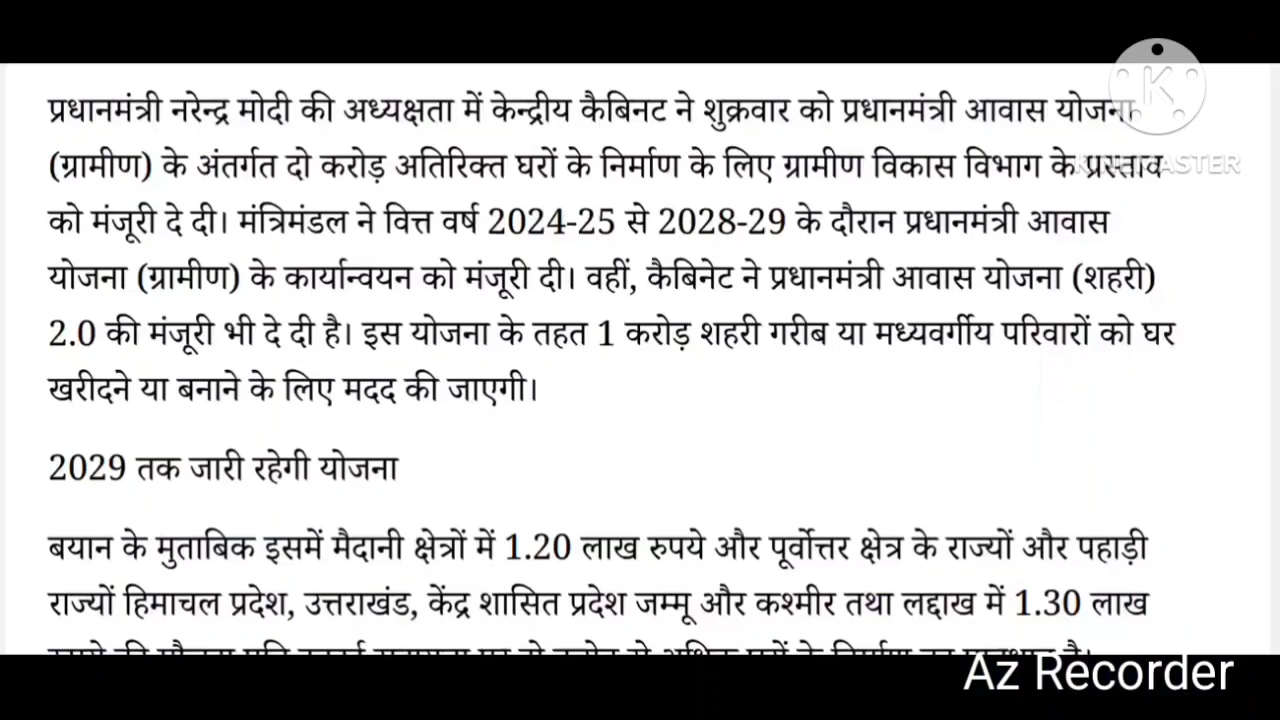 प्रधानमंत्री नरेन्द्र मोदी की अध्यक्षता में केन्द्रीय कैबिनट ने शुक्रवार को प्रधानमंत्री आवास योजना
(ग्रामीण) के अंतर्गत दो करोड़ अतिरिक्त घरों के निर्माण के लिए ग्रामीण विकास विभाग के प्रस्ताव
को मंजूरी दे दी। मंत्रिमंडल ने वित्त वर्ष 2024-25 से 2028-29 के दौरान प्रधानमंत्री आवास
योजना (ग्रामीण) के कार्यान्वयन को मंजूरी दी। वहीं, कैबिनेट ने प्रधानमंत्री आवास योजना (शहरी)
2.0 की मंजूरी भी दे दी है। इस योजना के तहत 1 करोड़ शहरी गरीब या मध्यवर्गीय परिवारों को घर
खरीदने या बनाने के लिए मदद की जाएगी।
2029 तक जारी रहेगी योजना
बयान के मुताबिक इसमें मैदानी क्षेत्रों में 1.20 लाख रुपये और पूर्वोत्तर क्षेत्र के राज्यों और पहाड़ी
राज्यों हिमाचल प्रदेश, उत्तराखंड, केंद्र शासित प्रदेश जम्मू और कश्मीर तथा लद्दाख में 1.30 लाख
K
KINEMASTER
Az Recorder